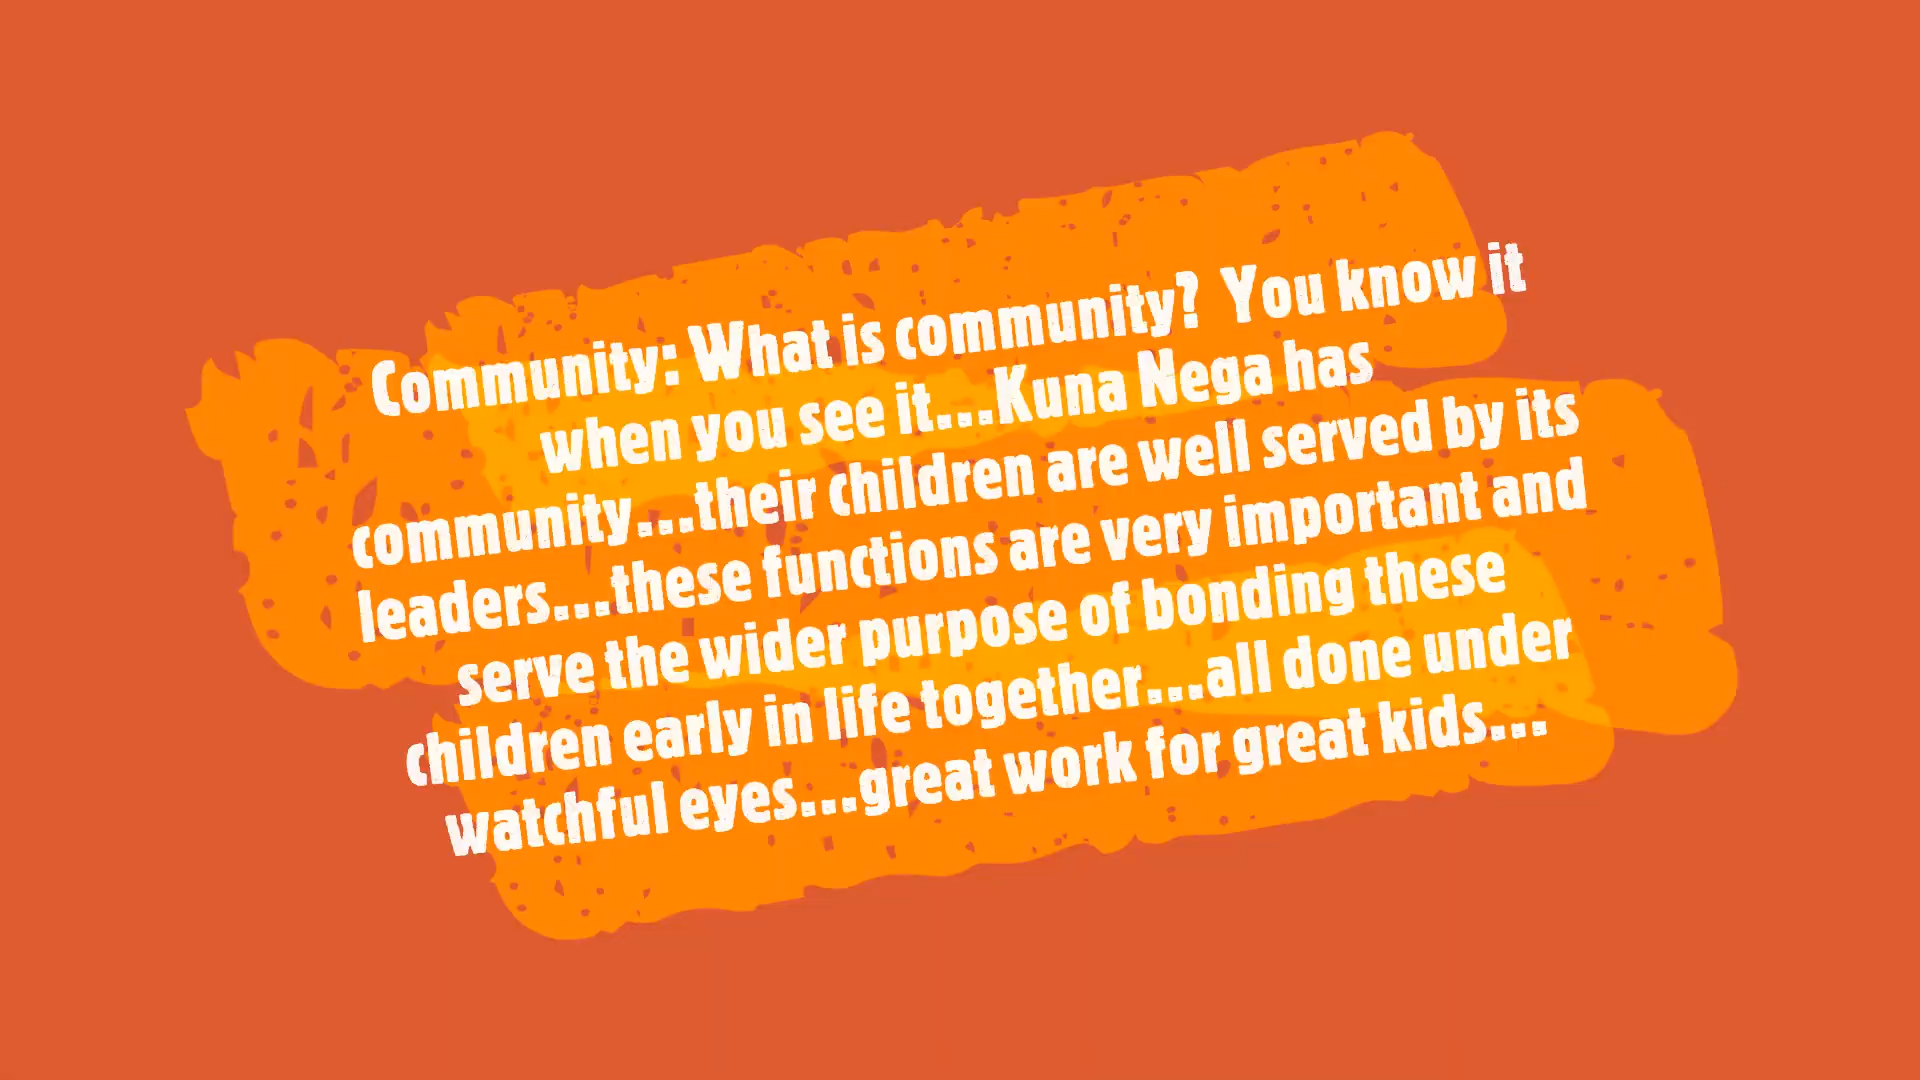 Community: What is community?  You know it
when you see it...Kuna Nega has
community...their children are well served by its
leaders...these functions are very important and
serve the wider purpose of bonding these
children early in life together...all done under
watchful eyes...great work for great kids...